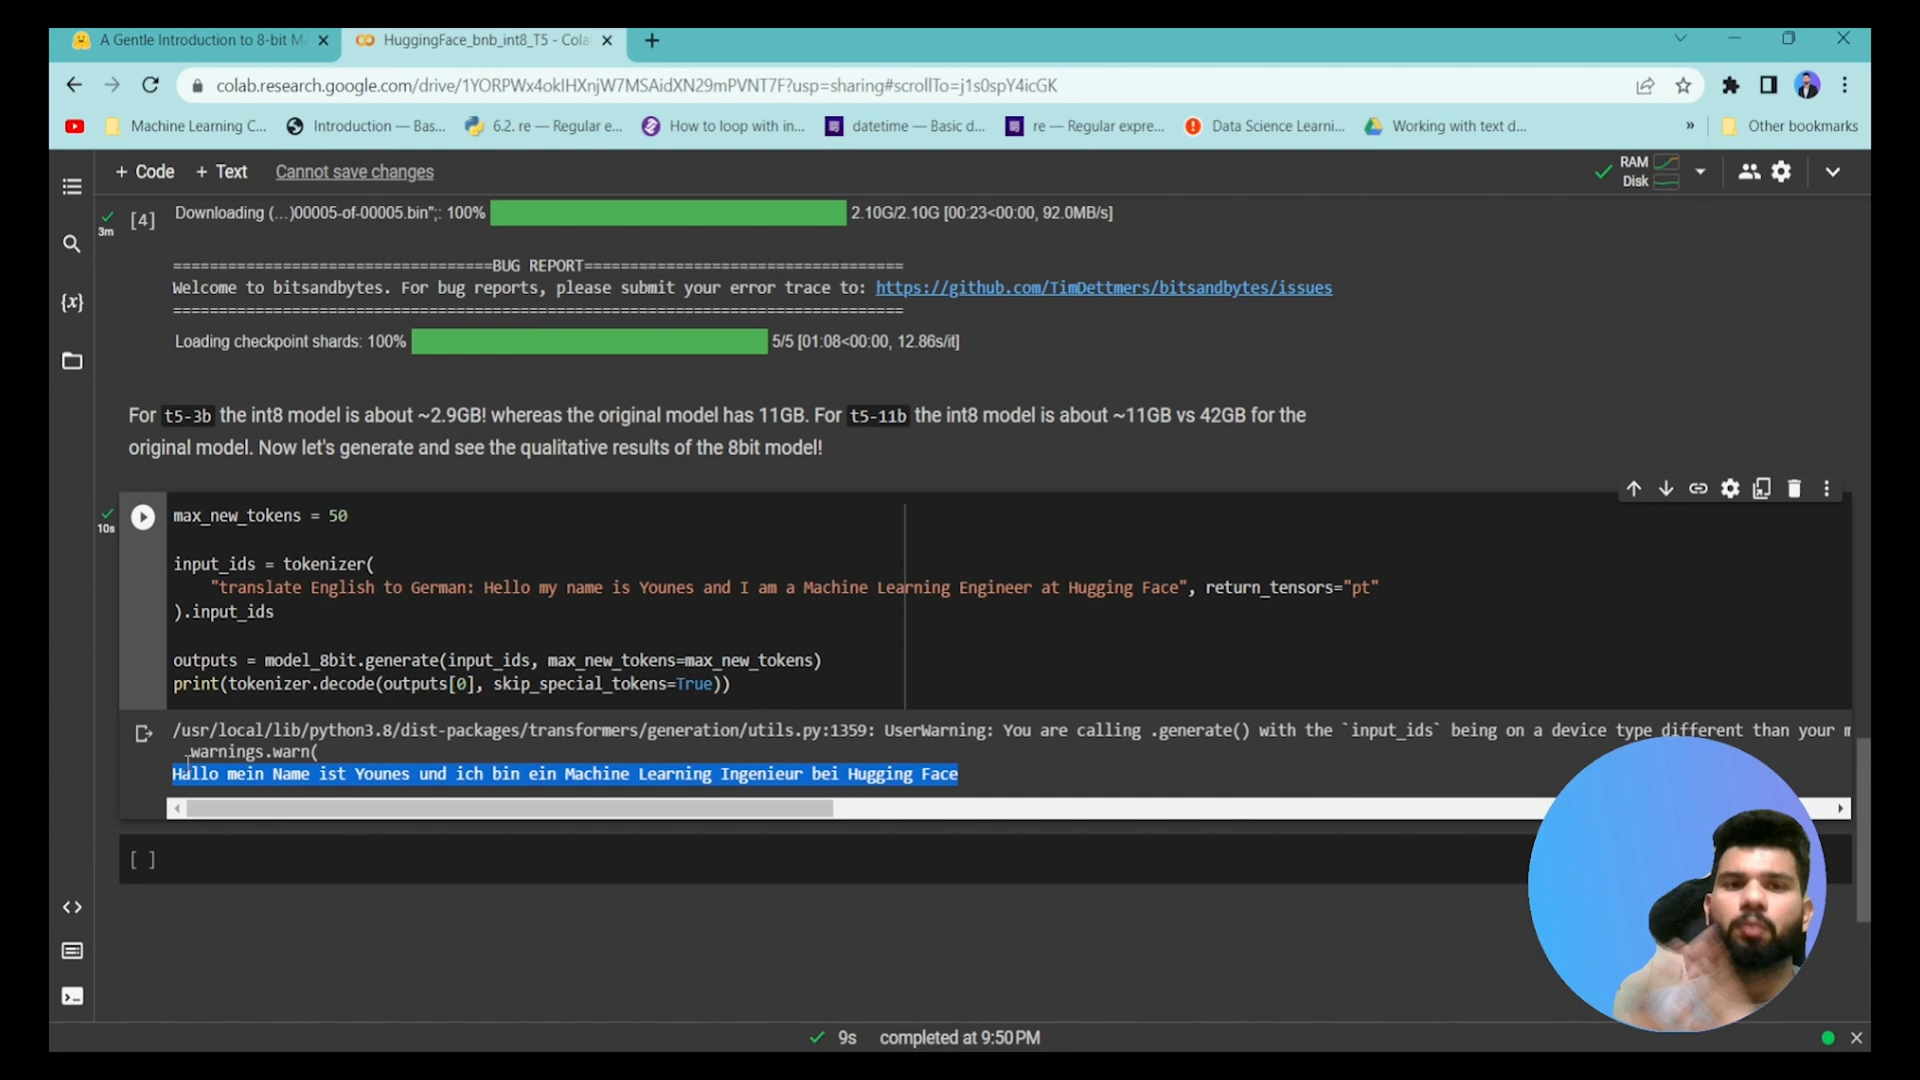 A Gentle Introduction to 8-bit M
HuggingFace_bnb_int8_T5 - Cola
colab.research.google.com/drive/1YORPWx4okIHXnjW7MSAidXN29mPVNT7F?usp=sharing#scrollTo=j1s0spY4icGK
Machine Learning C...
Introduction — Bas...
6.2. re — Regular e...
How to loop with in...
datetime — Basic d...
re — Regular expre...
Data Science Learni...
Working with text d...
»
Other bookmarks
+ Code + Text Cannot save changes
RAM
Disk
3m
[4]
Downloading (...)00005-of-00005.bin";: 100% 2.10G/2.10G [00:23<00:00, 92.0MB/s]
===================================BUG REPORT===================================
Welcome to bitsandbytes. For bug reports, please submit your error trace to: https://github.com/TimDettmers/bitsandbytes/issues
================================================================================
Loading checkpoint shards: 100% 5/5 [01:08<00:00, 12.86s/it]
{x}
For t5-3b the int8 model is about ~2.9GB! whereas the original model has 11GB. For t5-11b the int8 model is about ~11GB vs 42GB for the
original model. Now let's generate and see the qualitative results of the 8bit model!
10s
max_new_tokens = 50
input_ids = tokenizer(
"translate English to German: Hello my name is Younes and I am a Machine Learning Engineer at Hugging Face", return_tensors="pt"
).input_ids
outputs = model_8bit.generate(input_ids, max_new_tokens=max_new_tokens)
print(tokenizer.decode(outputs[0], skip_special_tokens=True))
/usr/local/lib/python3.8/dist-packages/transformers/generation/utils.py:1359: UserWarning: You are calling .generate() with the `input_ids` being on a device type different than your m
warnings.warn(
Hallo mein Name ist Younes und ich bin ein Machine Learning Ingenieur bei Hugging Face
[ ]
9s completed at 9:50 PM